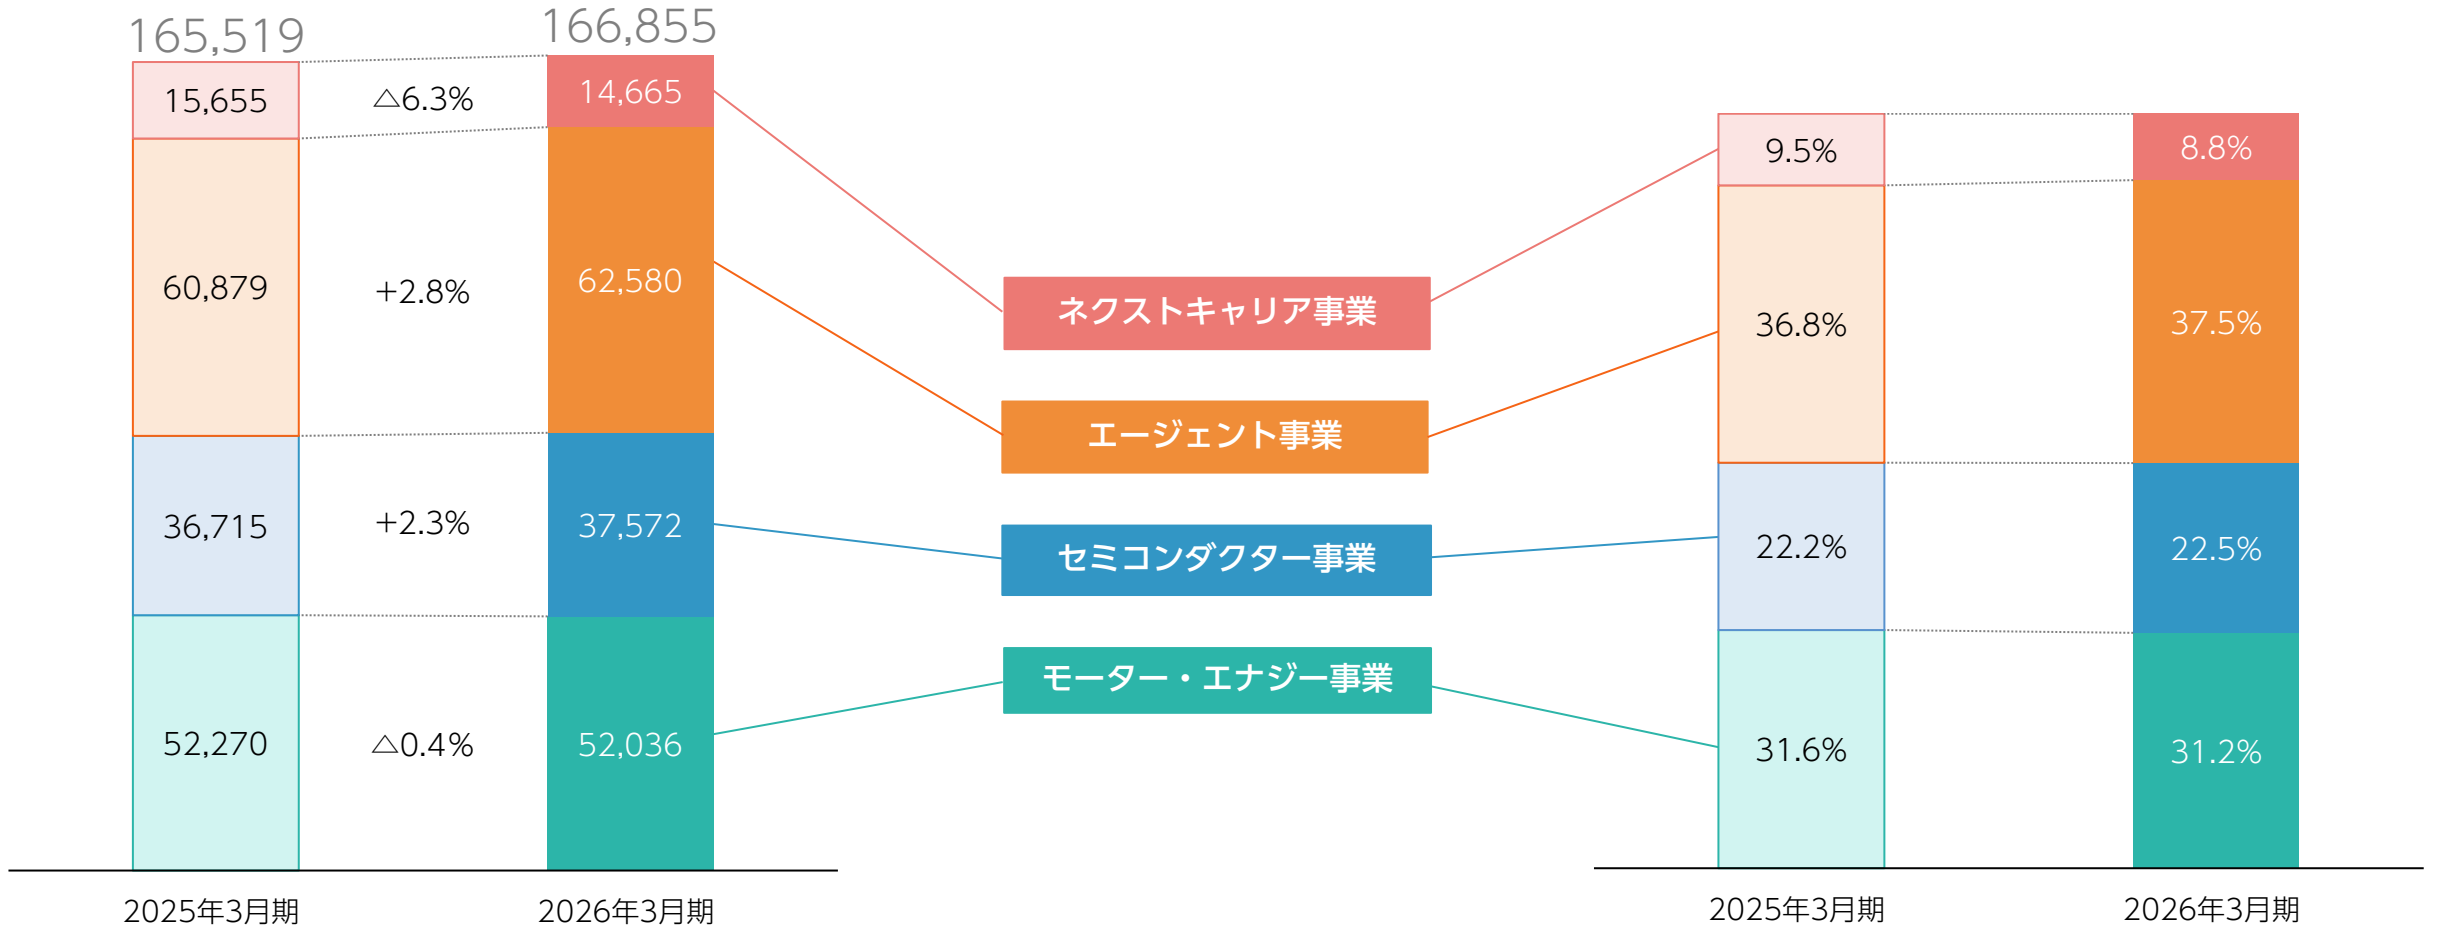 165,519
166,855
15,655
△6.3%
14,665
60,879
+2.8%
62,580
36,715
+2.3%
37,572
52,270
△0.4%
52,036
2025年3月期
2026年3月期
ネクストキャリア事業
エージェント事業
セミコンダクター事業
モーター・エナジー事業
9.5%
8.8%
36.8%
37.5%
22.2%
22.5%
31.6%
31.2%
2025年3月期
2026年3月期